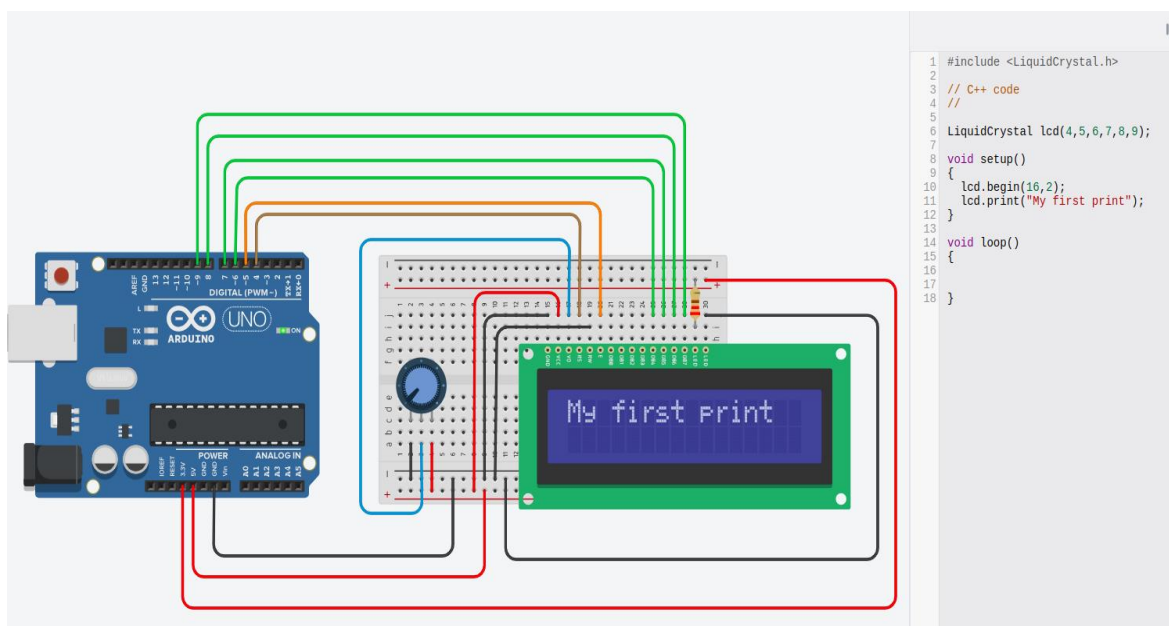 #include <LiquidCrystal.h>
// C++ code
//
LiquidCrystal lcd(4,5,6,7,8,9);
void setup()
{
lcd.begin(16,2);
lcd.print("My first print");
}
void loop()
{
}
1
2
3
4
5
6
7
8
9
10
11
12
13
14
15
16
17
18
AREF
GND
13
12
~11
~10
~9
8
7
~6
~5
4
~3
2
TX→1
RX←0
DIGITAL (PWM~)
L
TX
RX
ARDUINO
UNO
ON
POWER
ANALOG IN
IOREF
RESET
3.3V
5V
GND
GND
Vin
A0
A1
A2
A3
A4
A5
My first print